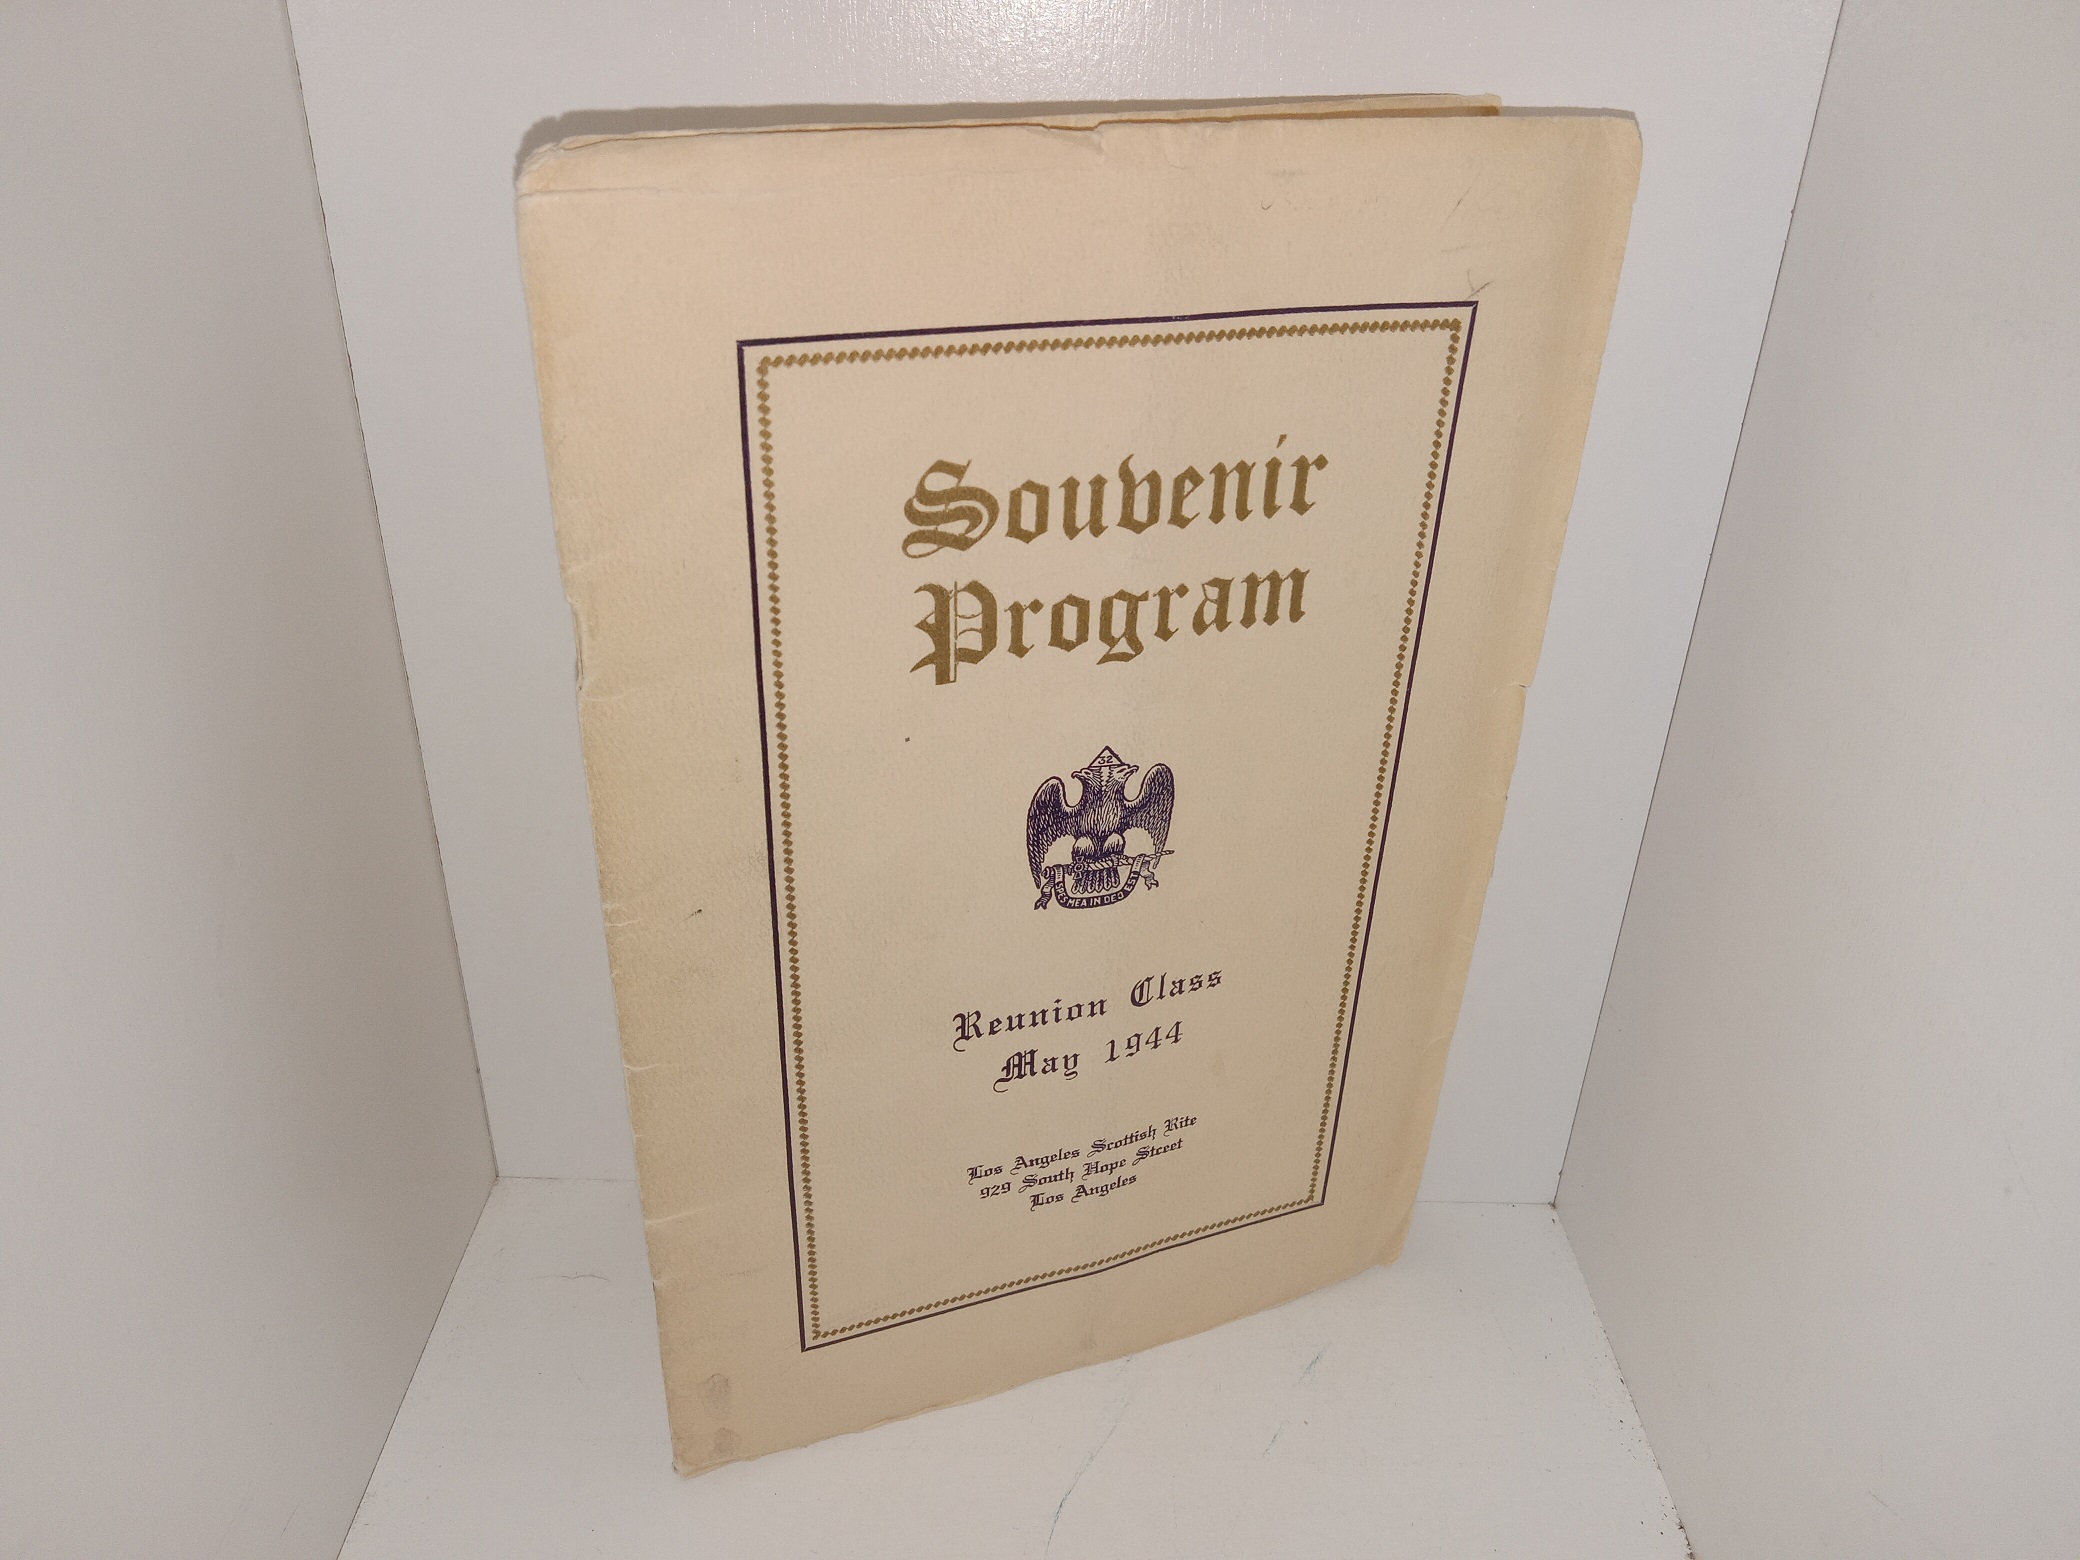 Souvenir
Program
32
SPES MEA IN DEO EST
Reunion Class
May 1944
Los Angeles Scottish Rite
929 South Hope Street
Los Angeles